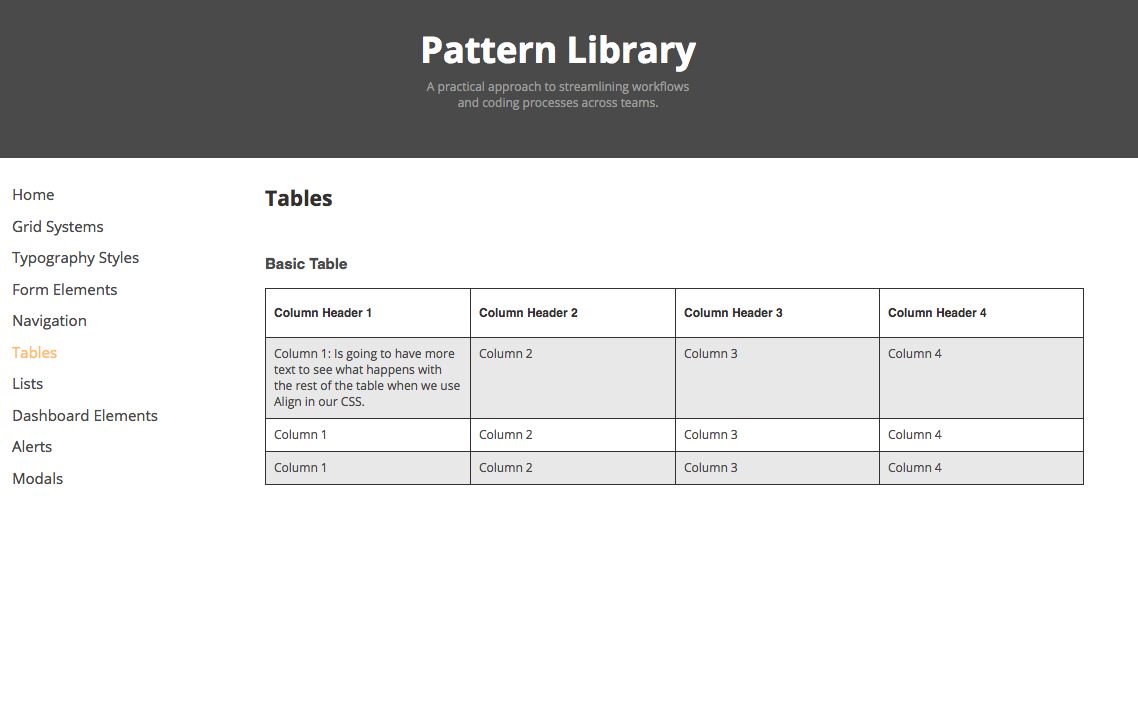 Pattern Library
A practical approach to streamlining workflows
and coding processes across teams.
Home
Grid Systems
Typography Styles
Form Elements
Navigation
Tables
Lists
Dashboard Elements
Alerts
Modals
Tables
Basic Table
Column Header 1 Column Header 2 Column Header 3 Column Header 4
Column 1: Is going to have more
text to see what happens with
the rest of the table when we use
Align in our CSS.
Column 2 Column 3 Column 4
Column 1 Column 2 Column 3 Column 4
Column 1 Column 2 Column 3 Column 4